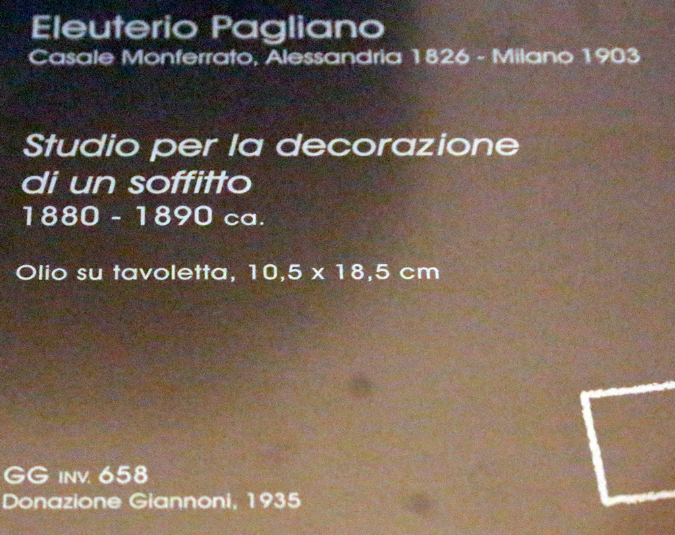 Eleuterio Pagliano
Casale Monferrato, Alessandria 1826 - Milano 1903
Studio per la decorazione
di un soffitto
1880 - 1890 ca.
Olio su tavoletta, 10,5 x 18,5 cm
GG INV. 658
Donazione Giannoni, 1935